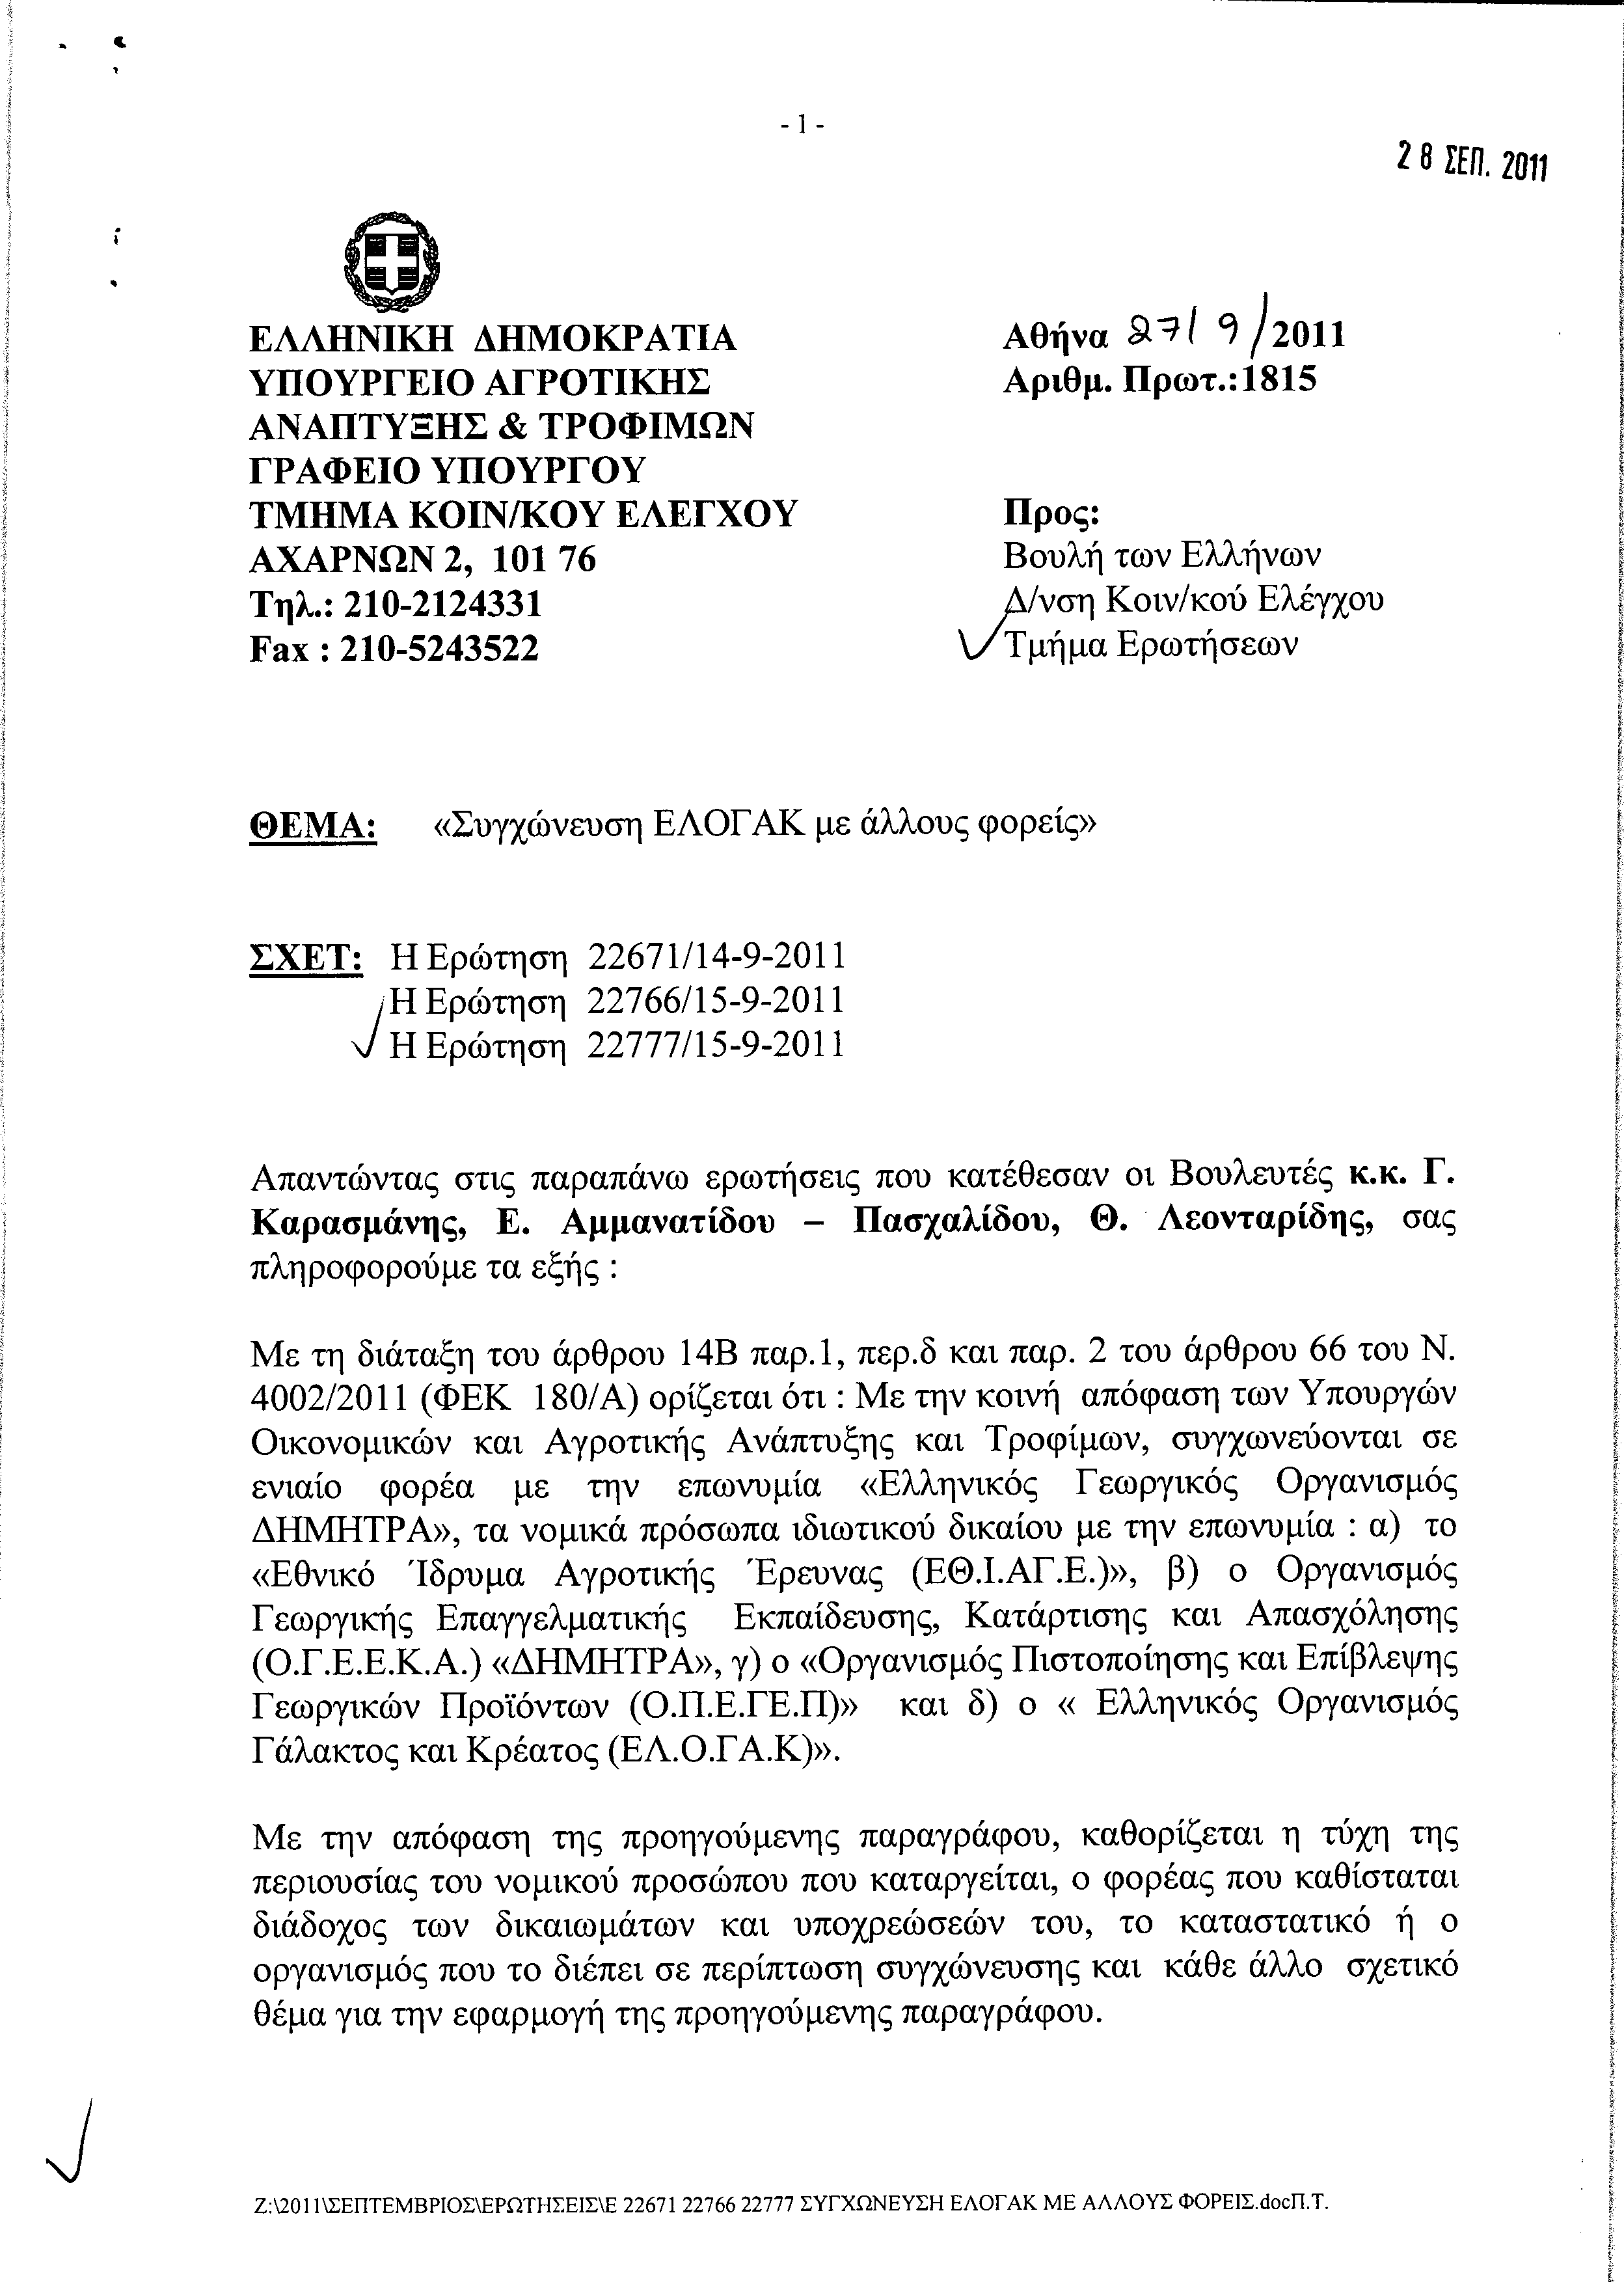 - 1 -
28 ΣΕΠ. 2011
ΕΛΛΗΝΙΚΗ ΔΗΜΟΚΡΑΤΙΑ
ΥΠΟΥΡΓΕΙΟ ΑΓΡΟΤΙΚΗΣ
ΑΝΑΠΤΥΞΗΣ & ΤΡΟΦΙΜΩΝ
ΓΡΑΦΕΙΟ ΥΠΟΥΡΓΟΥ
ΤΜΗΜΑ ΚΟΙΝ/ΚΟΥ ΕΛΕΓΧΟΥ
ΑΧΑΡΝΩΝ 2, 101 76
Τηλ.: 210-2124331
Fax : 210-5243522
Αθήνα 27/ 9 /2011
Αριθμ. Πρωτ.:1815
Προς:
Βουλή των Ελλήνων
Δ/νση Κοιν/κού Ελέγχου
Τμήμα Ερωτήσεων
ΘΕΜΑ: «Συγχώνευση ΕΛΟΓΑΚ με άλλους φορείς»
ΣΧΕΤ: Η Ερώτηση 22671/14-9-2011
Η Ερώτηση 22766/15-9-2011
Η Ερώτηση 22777/15-9-2011
Απαντώντας στις παραπάνω ερωτήσεις που κατέθεσαν οι Βουλευτές κ.κ. Γ.
Καρασμάνης, Ε. Αμμανατίδου – Πασχαλίδου, Θ. Λεονταρίδης, σας
πληροφορούμε τα εξής :
Με τη διάταξη του άρθρου 14Β παρ.1, περ.δ και παρ. 2 του άρθρου 66 του Ν.
4002/2011 (ΦΕΚ 180/Α) ορίζεται ότι : Με την κοινή απόφαση των Υπουργών
Οικονομικών και Αγροτικής Ανάπτυξης και Τροφίμων, συγχωνεύονται σε
ενιαίο φορέα με την επωνυμία «Ελληνικός Γεωργικός Οργανισμός
ΔΗΜΗΤΡΑ», τα νομικά πρόσωπα ιδιωτικού δικαίου με την επωνυμία : α) το
«Εθνικό Ίδρυμα Αγροτικής Έρευνας (ΕΘ.Ι.ΑΓ.Ε.)», β) ο Οργανισμός
Γεωργικής Επαγγελματικής Εκπαίδευσης, Κατάρτισης και Απασχόλησης
(Ο.Γ.Ε.Ε.Κ.Α.) «ΔΗΜΗΤΡΑ», γ) ο «Οργανισμός Πιστοποίησης και Επίβλεψης
Γεωργικών Προϊόντων (Ο.Π.Ε.ΓΕ.Π)» και δ) ο « Ελληνικός Οργανισμός
Γάλακτος και Κρέατος (ΕΛ.Ο.ΓΑ.Κ)».
Με την απόφαση της προηγούμενης παραγράφου, καθορίζεται η τύχη της
περιουσίας του νομικού προσώπου που καταργείται, ο φορέας που καθίσταται
διάδοχος των δικαιωμάτων και υποχρεώσεών του, το καταστατικό ή ο
οργανισμός που το διέπει σε περίπτωση συγχώνευσης και κάθε άλλο σχετικό
θέμα για την εφαρμογή της προηγούμενης παραγράφου.
Z:\2011\ΣΕΠΤΕΜΒΡΙΟΣ\ΕΡΩΤΗΣΕΙΣ\Ε 22671 22766 22777 ΣΥΓΧΩΝΕΥΣΗ ΕΛΟΓΑΚ ΜΕ ΑΛΛΟΥΣ ΦΟΡΕΙΣ.docΠ.Τ.